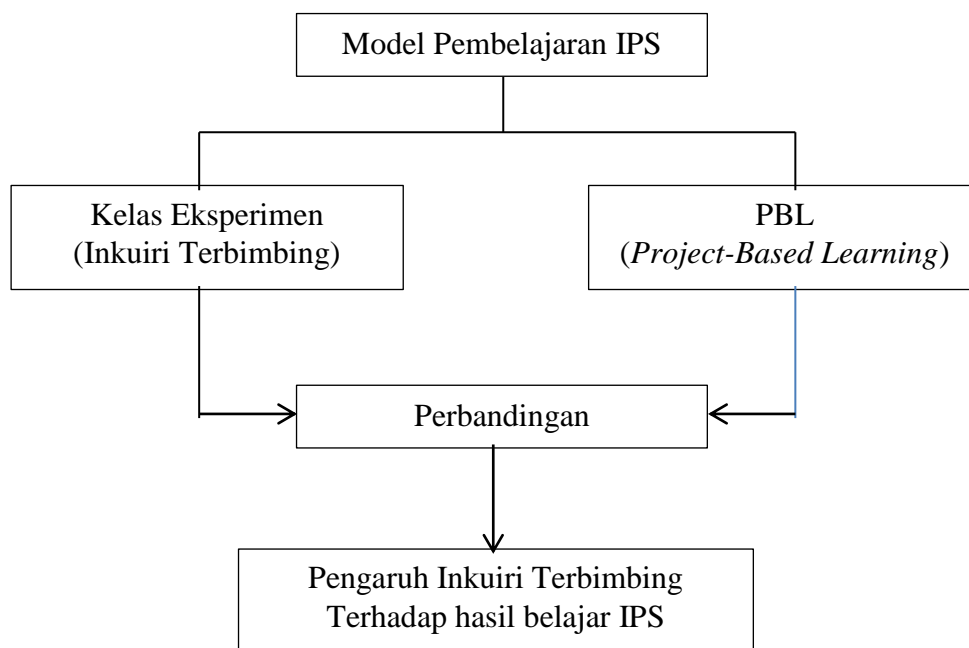 Model Pembelajaran IPS
Kelas Eksperimen
(Inkuiri Terbimbing)
PBL
(Project-Based Learning)
Perbandingan
Pengaruh Inkuiri Terbimbing
Terhadap hasil belajar IPS